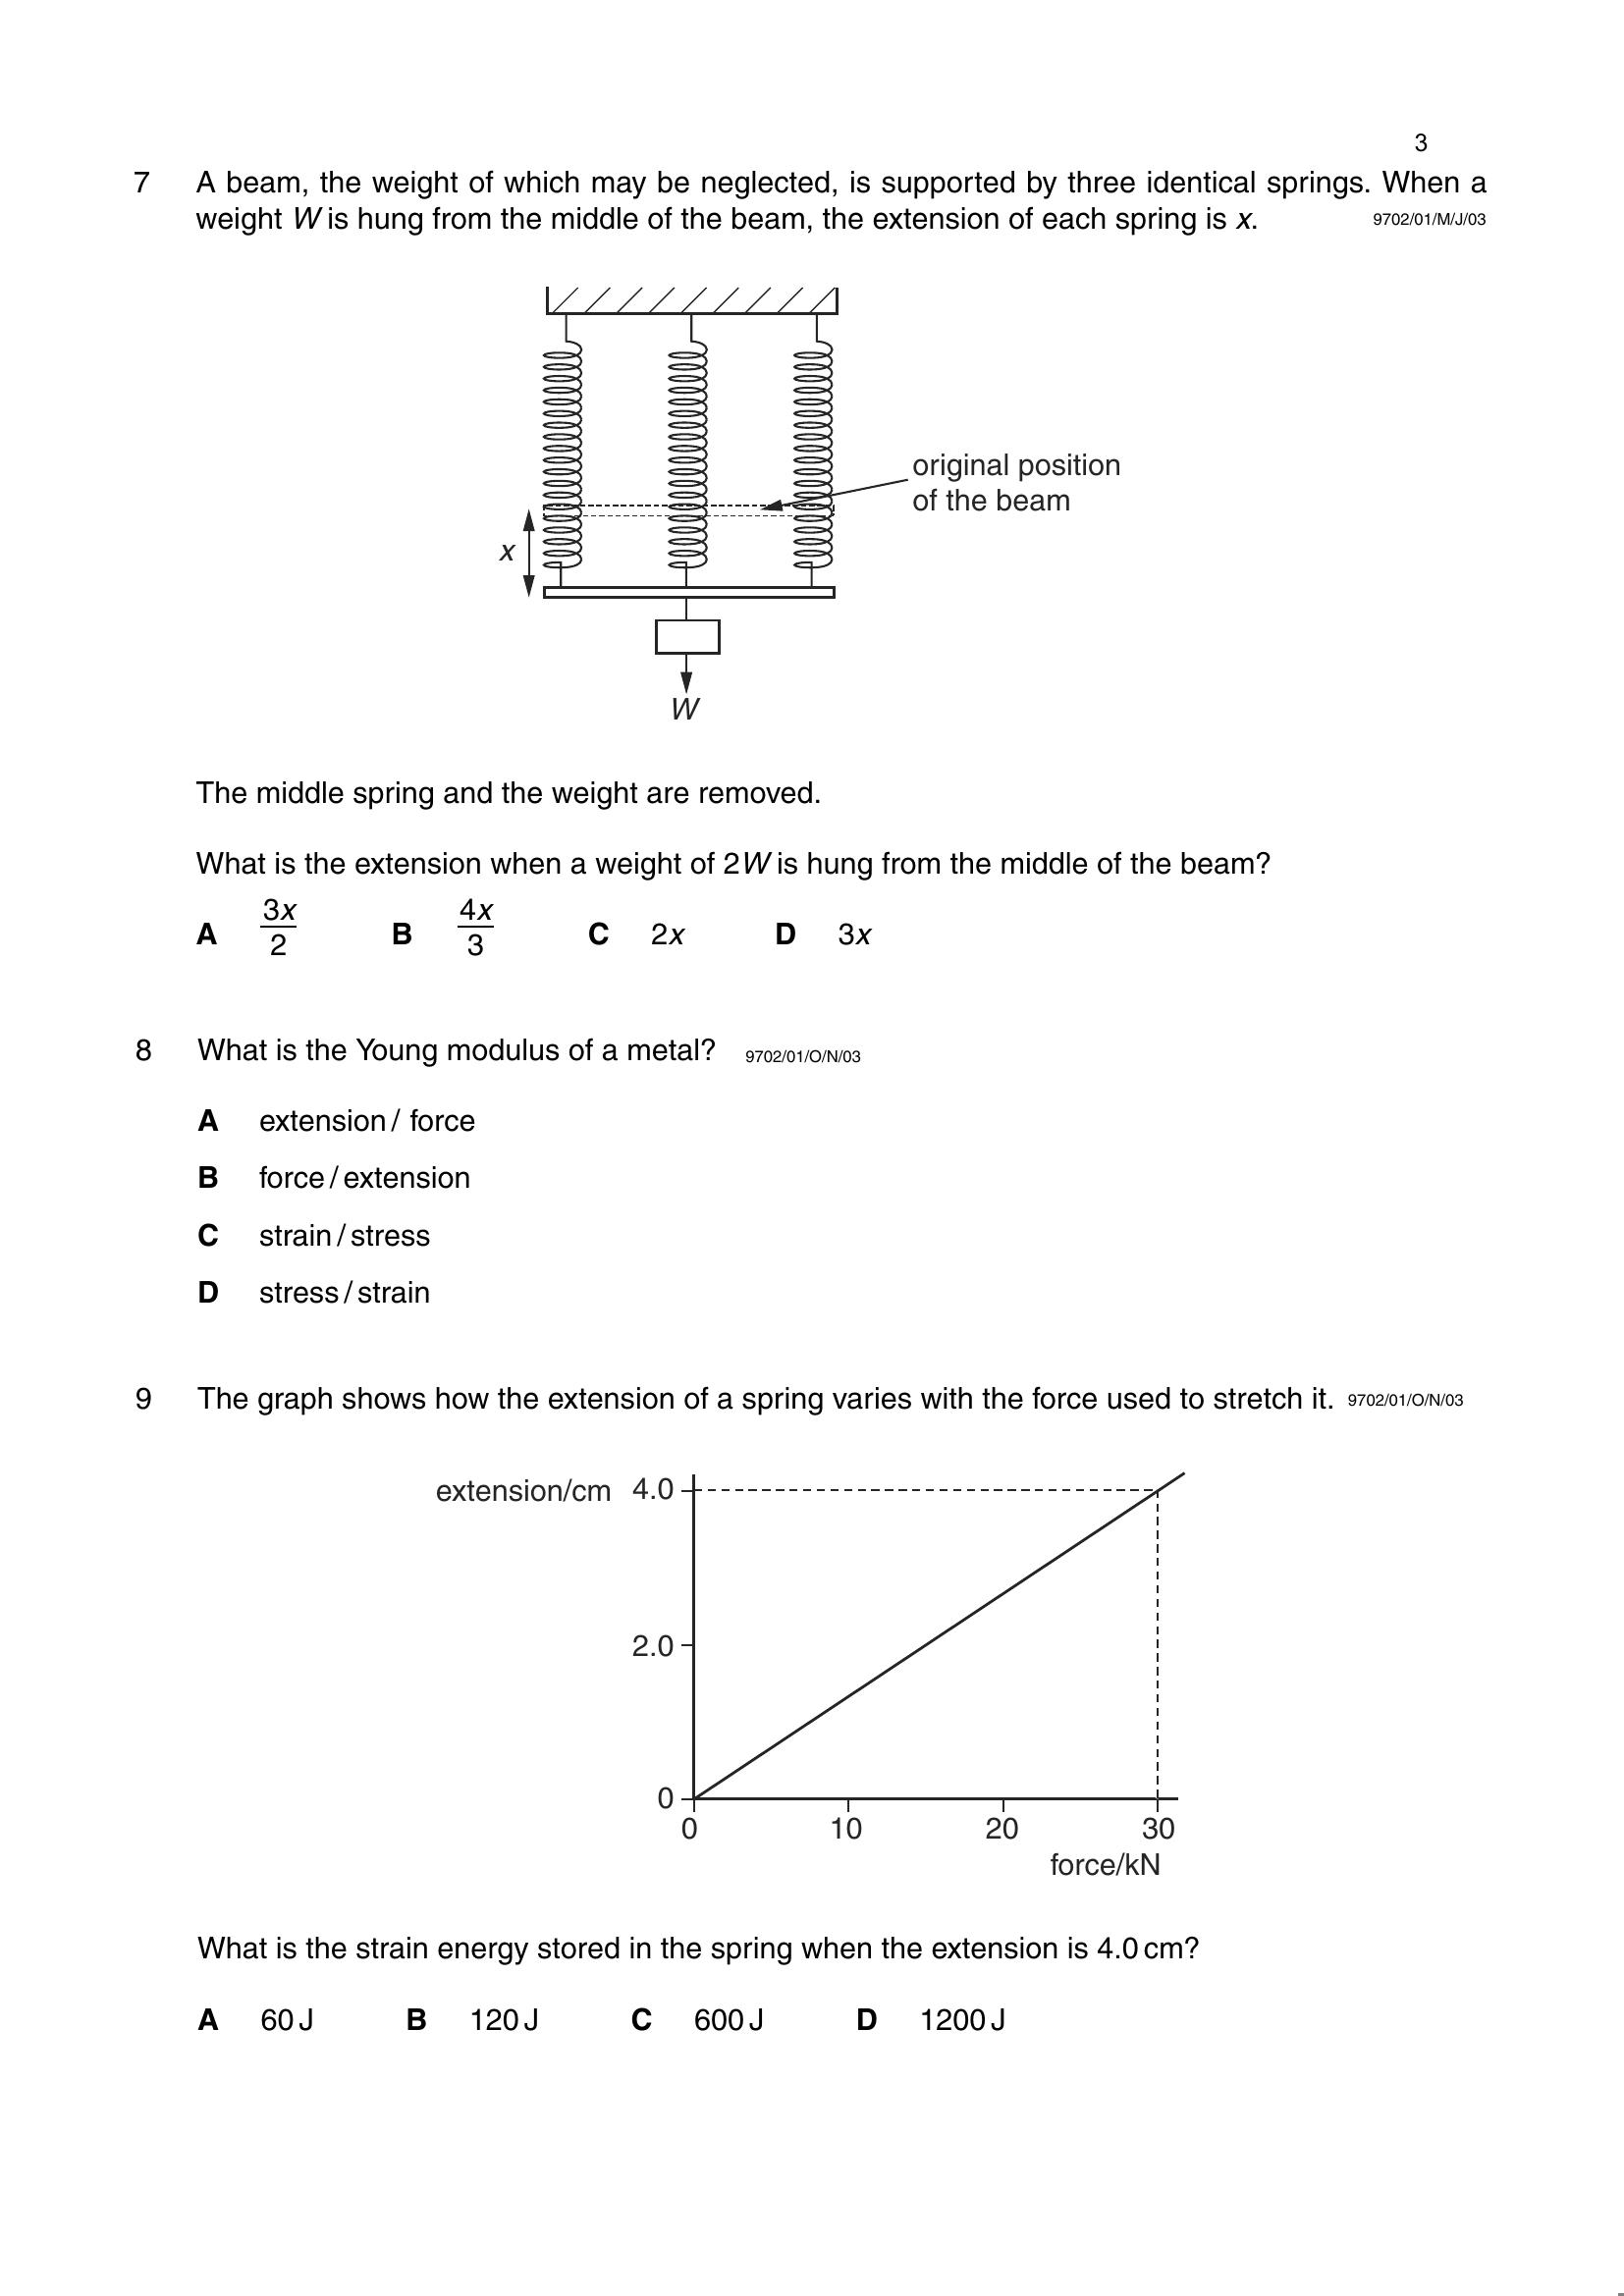 3
7 A beam, the weight of which may be neglected, is supported by three identical springs. When a
weight W is hung from the middle of the beam, the extension of each spring is x. 9702/01/M/J/03
original position
of the beam
x
W
The middle spring and the weight are removed.
What is the extension when a weight of 2W is hung from the middle of the beam?
A 3x/2 B 4x/3 C 2x D 3x
8 What is the Young modulus of a metal? 9702/01/O/N/03
A extension / force
B force / extension
C strain / stress
D stress / strain
9 The graph shows how the extension of a spring varies with the force used to stretch it. 9702/01/O/N/03
extension/cm 4.0
2.0
0
0 10 20 30
force/kN
What is the strain energy stored in the spring when the extension is 4.0 cm?
A 60 J B 120 J C 600 J D 1200 J